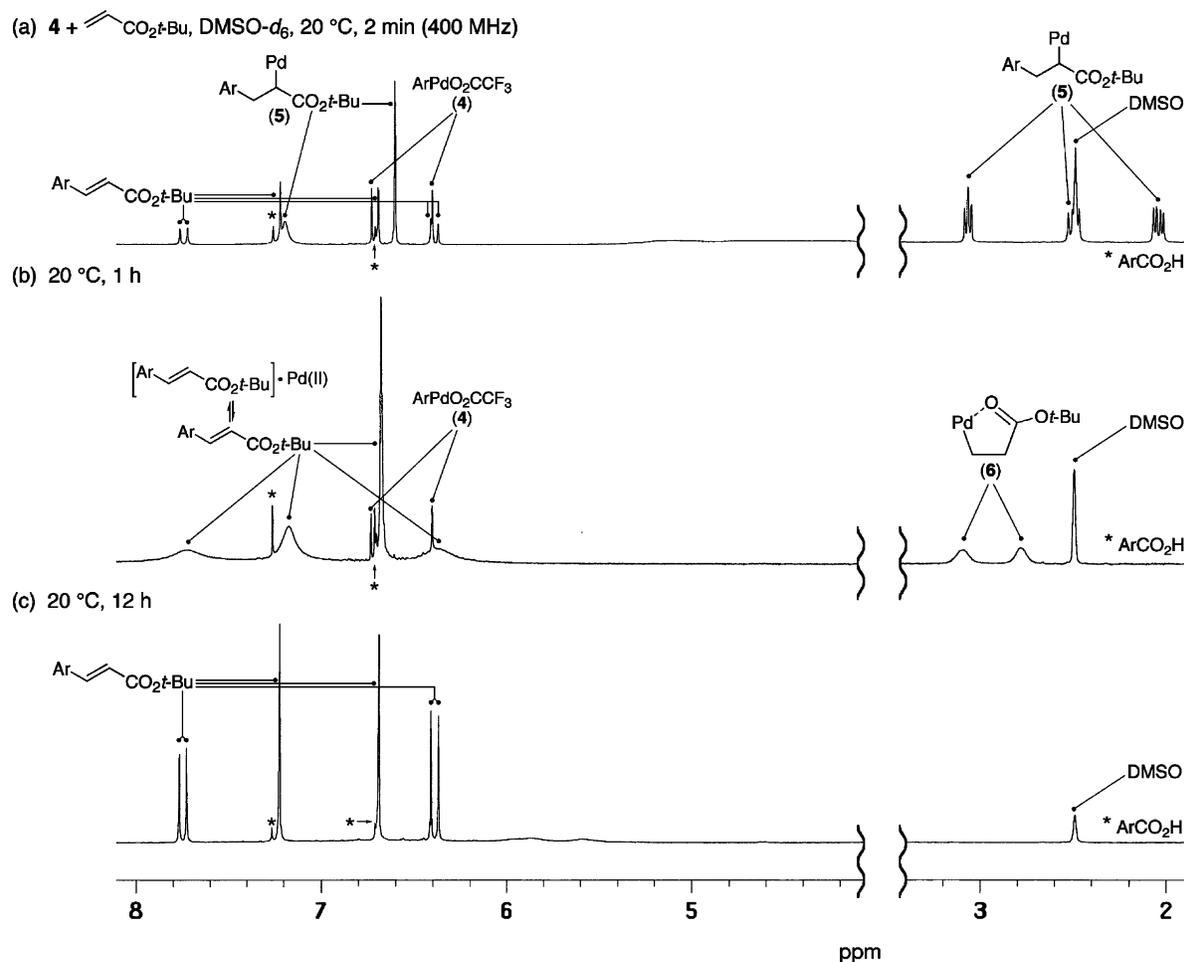 (a) 4 + CO₂t-Bu, DMSO-d₆, 20 °C, 2 min (400 MHz)
Pd
Ar
CO₂t-Bu
(5)
ArPdO₂CCF₃
(4)
Pd
Ar
CO₂t-Bu
(5)
DMSO
Ar
CO₂t-Bu
*
*
* ArCO₂H
(b) 20 °C, 1 h
[Ar CO₂t-Bu] • Pd(II)
Ar
CO₂t-Bu
ArPdO₂CCF₃
(4)
Pd O Ot-Bu
(6)
DMSO
*
*
* ArCO₂H
(c) 20 °C, 12 h
Ar
CO₂t-Bu
DMSO
*
*
* ArCO₂H
8 7 6 5 3 2
ppm